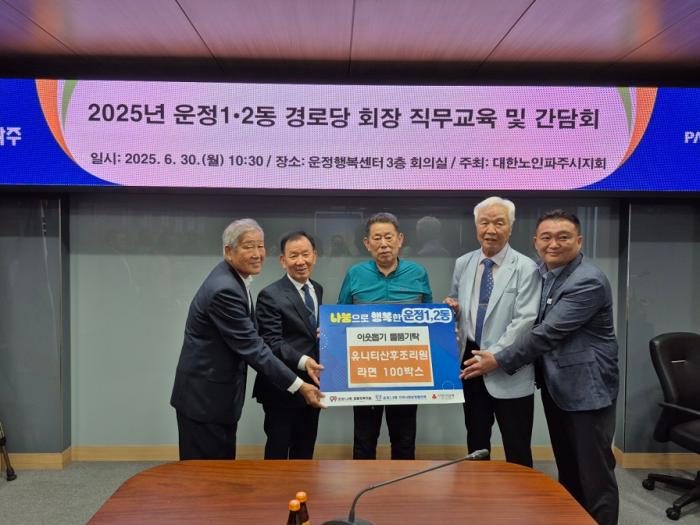 2025년 운정1·2동 경로당 회장 직무교육 및 간담회
일시: 2025. 6. 30.(월) 10:30 / 장소: 운정행복센터 3층 회의실 / 주최: 대한노인파주시지회
나눔으로 행복한 운정1,2동
이웃돕기 물품기탁
유니티산후조리원
라면 100박스